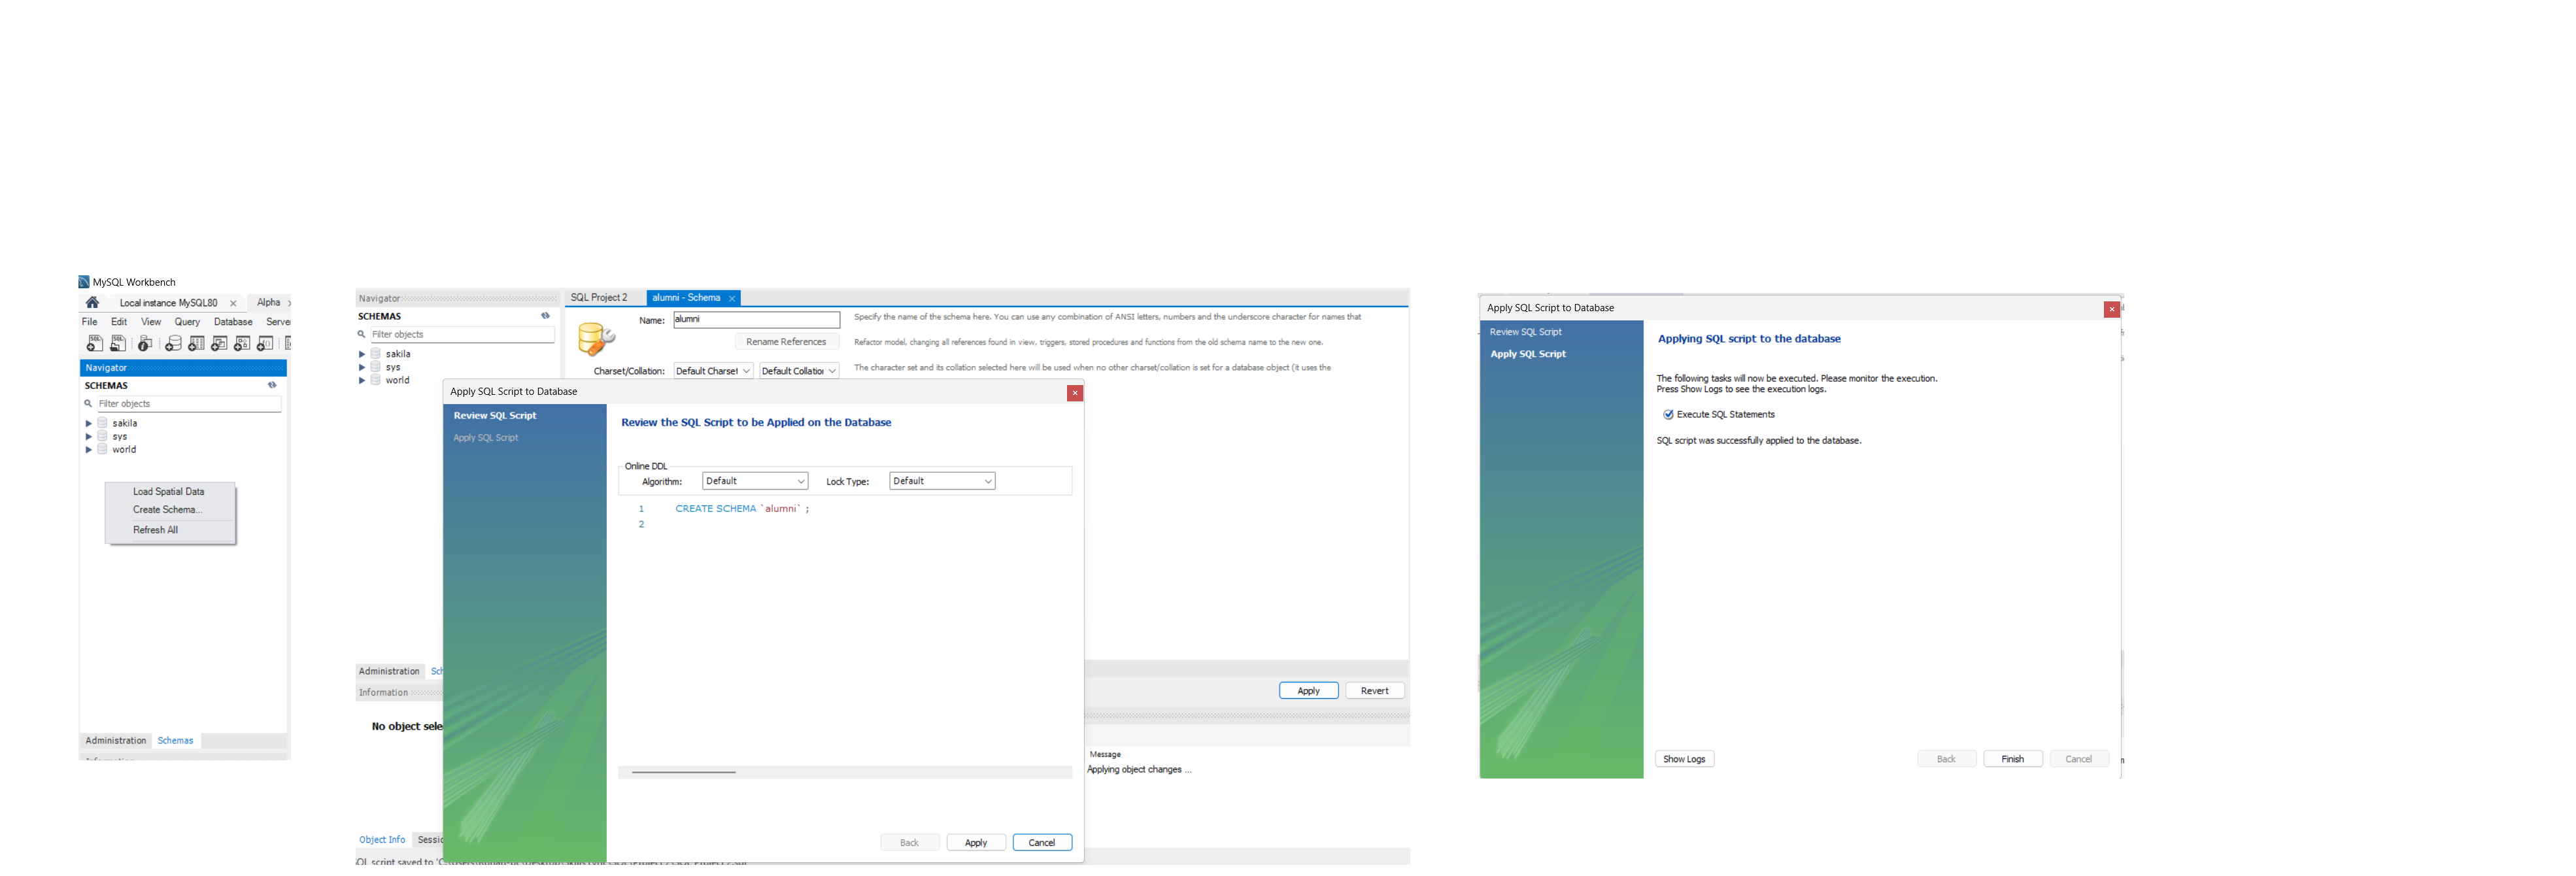 MySQL Workbench
Local instance MySQL80
Alpha
File Edit View Query Database Server
Navigator
SCHEMAS
Filter objects
sakila
sys
world
Load Spatial Data
Create Schema...
Refresh All
Administration Schemas
Navigator
SCHEMAS
Filter objects
sakila
sys
world
Administration
Information
No object sele
Object Info Sessio
SQL Project 2
alumni - Schema
Name: alumni
Specify the name of the schema here. You can use any combination of ANSI letters, numbers and the underscore character for names that
Rename References
Refactor model, changing all references found in view, triggers, stored procedures and functions from the old schema name to the new one.
Charset/Collation: Default Charset Default Collation
The character set and its collation selected here will be used when no other charset/collation is set for a database object (it uses the
Apply SQL Script to Database
Review SQL Script
Apply SQL Script
Review the SQL Script to be Applied on the Database
Online DDL
Algorithm: Default Lock Type: Default
1 CREATE SCHEMA `alumni` ;
2
Back Apply Cancel
Apply Revert
Message
Applying object changes ...
Apply SQL Script to Database
Review SQL Script
Apply SQL Script
Applying SQL script to the database
The following tasks will now be executed. Please monitor the execution.
Press Show Logs to see the execution logs.
Execute SQL Statements
SQL script was successfully applied to the database.
Show Logs Back Finish Cancel